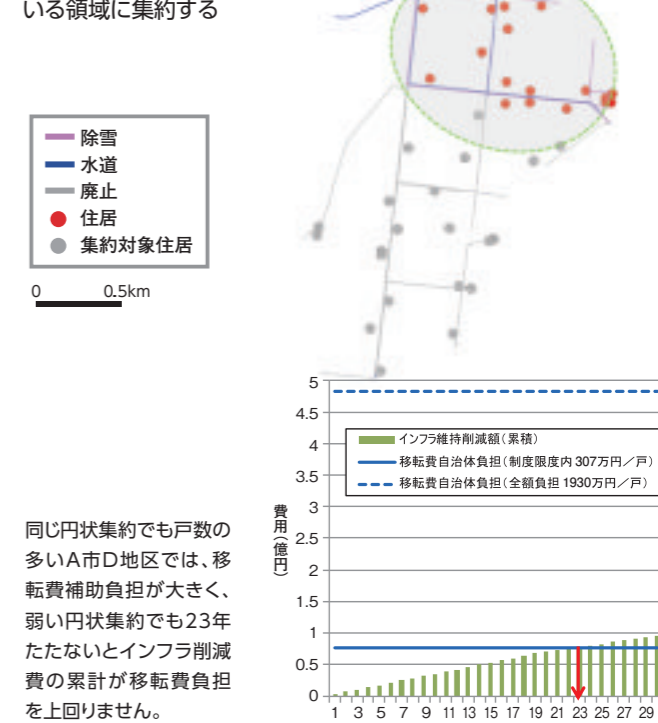 いる領域に集約する
除雪
水道
廃止
住居
集約対象住居
0 0.5km
同じ円状集約でも戸数の
多いA市D地区では、移
転費補助負担が大きく、
弱い円状集約でも23年
たたないとインフラ削減
費の累計が移転費負担
を上回りません。
費用(億円)
5
4.5
4
3.5
3
2.5
2
1.5
1
0.5
0
インフラ維持削減額(累積)
移転費自治体負担(制度限度内 307万円/戸)
移転費自治体負担(全額負担 1930万円/戸)
1 3 5 7 9 11 13 15 17 19 21 23 25 27 29